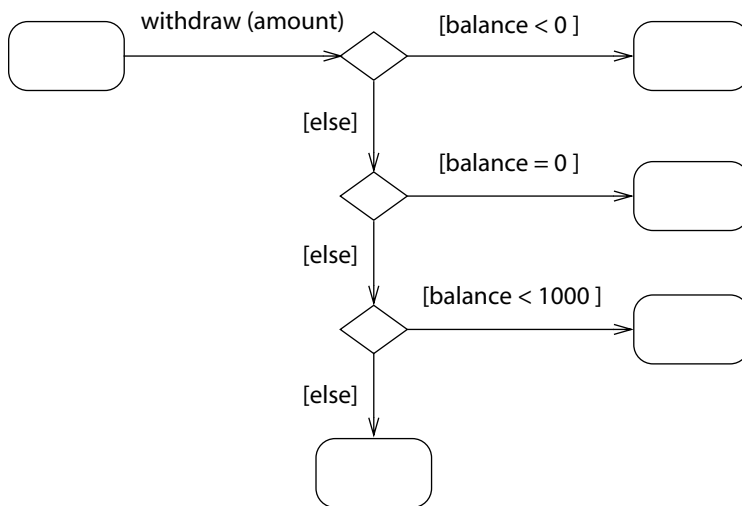 withdraw (amount)
[balance < 0 ]
[else]
[balance = 0 ]
[else]
[balance < 1000 ]
[else]